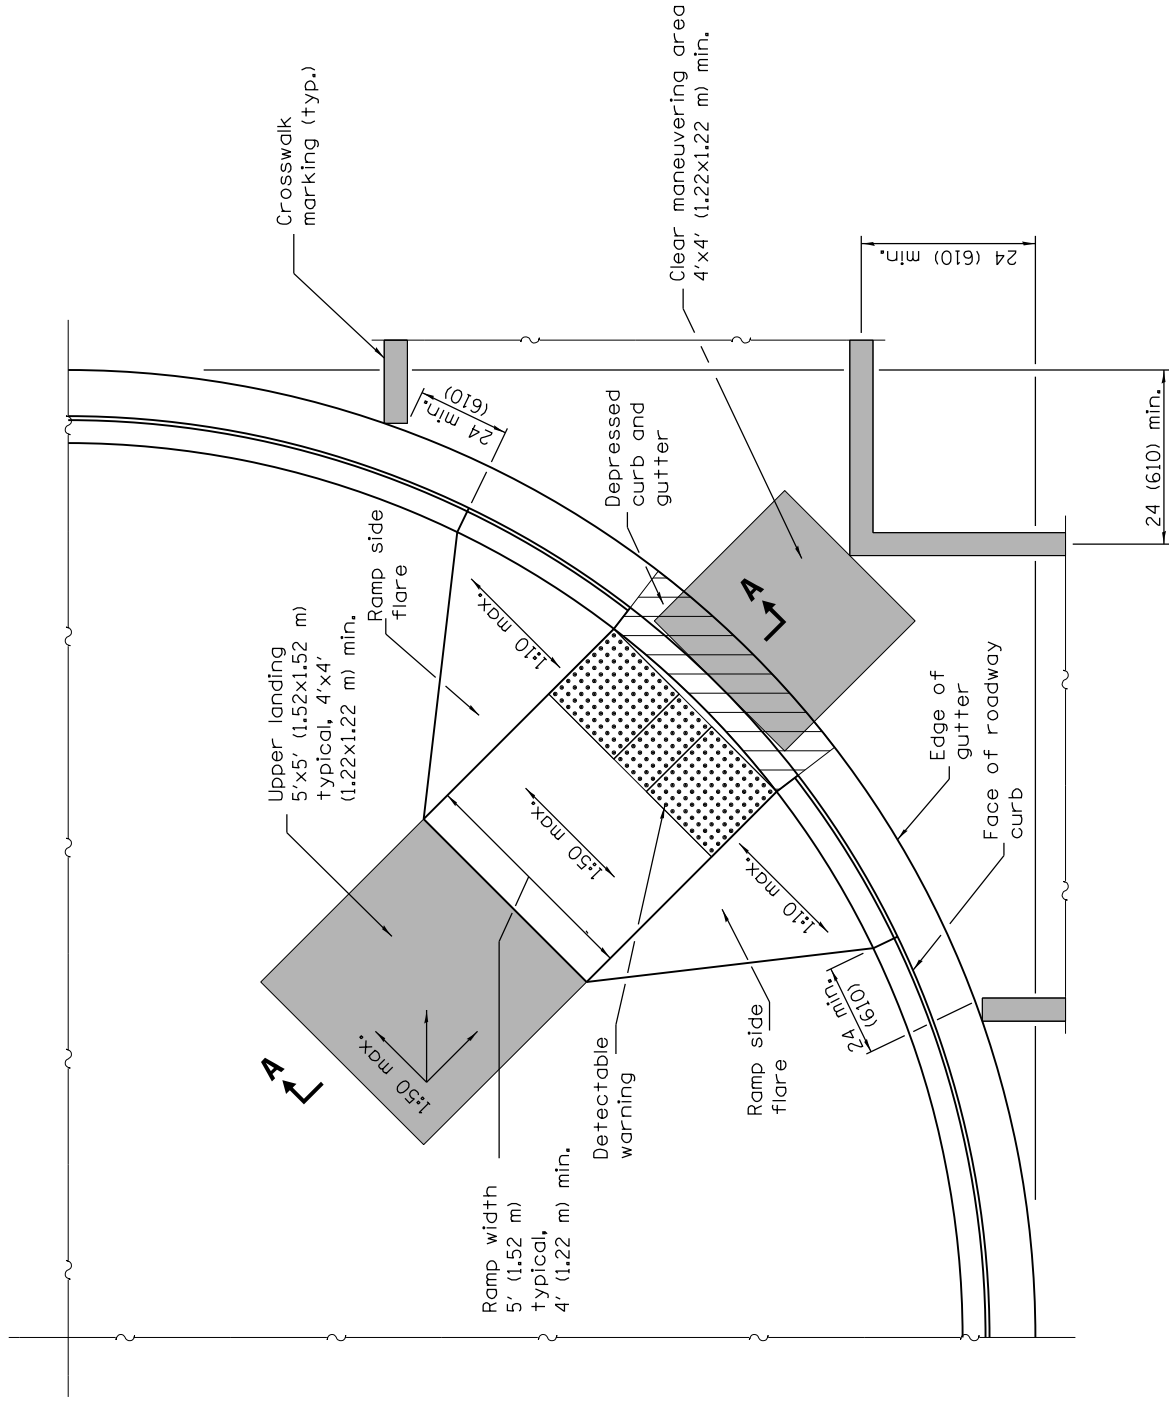 Crosswalk
marking (typ.)
Clear maneuvering area
4'x4' (1.22x1.22 m) min.
24 (610) min.
24 (610) min.
24 min.
(610)
Depressed
curb and
gutter
Ramp side
flare
Upper landing
5'x5' (1.52x1.52 m)
typical, 4'x4'
(1.22x1.22 m) min.
1:10 max.
A
1:50 max.
1:10 max.
Edge of
gutter
Face of roadway
curb
24 min.
(610)
A
1:50 max.
Ramp side
flare
Detectable
warning
Ramp width
5' (1.52 m)
typical,
4' (1.22 m) min.